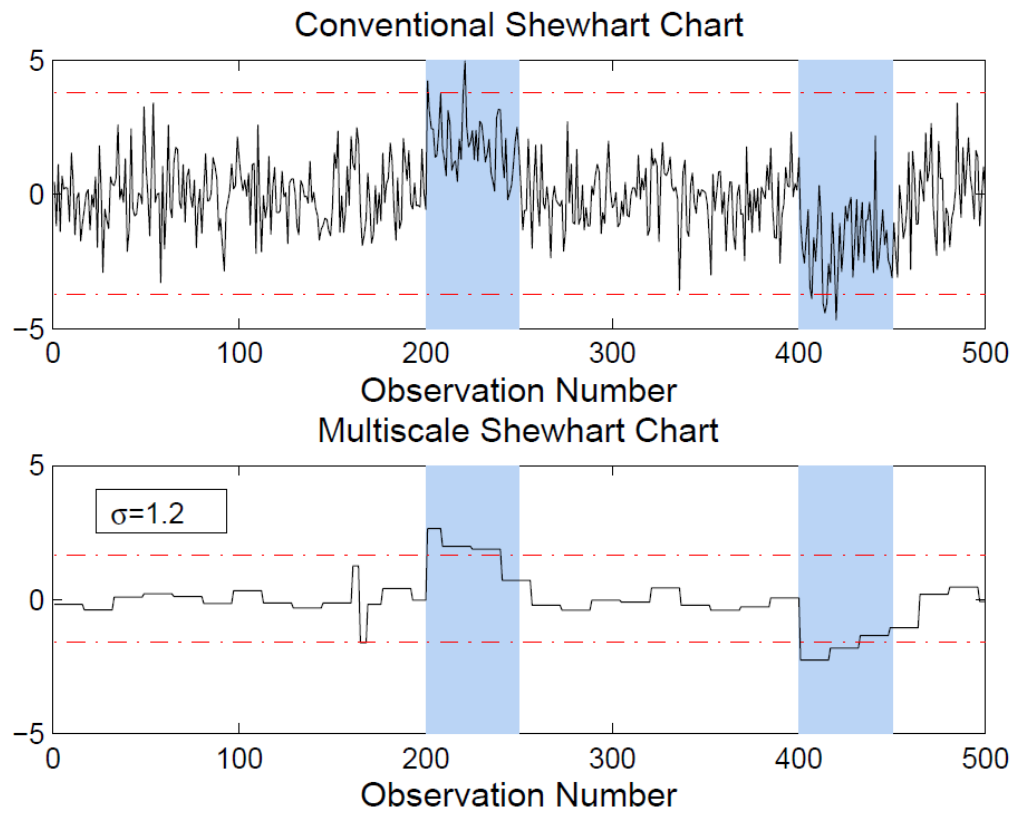 Conventional Shewhart Chart
5
0
−5
0 100 200 300 400 500
Observation Number
Multiscale Shewhart Chart
5
σ=1.2
0
−5
0 100 200 300 400 500
Observation Number